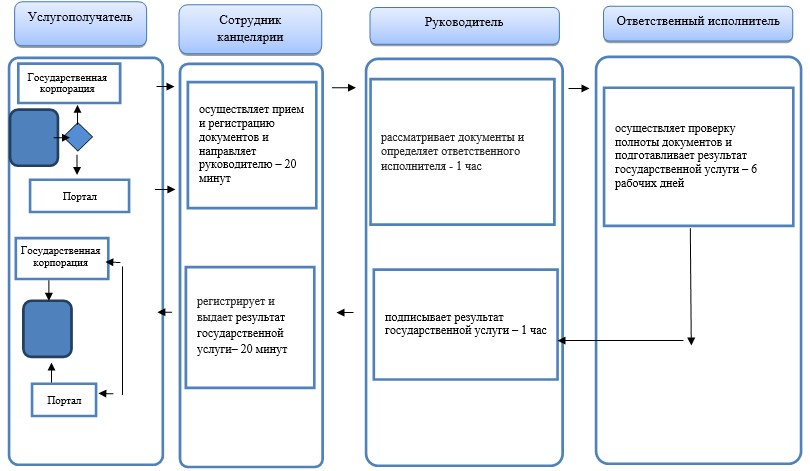 Услугополучатель
Сотрудник
канцелярии
Руководитель
Ответственный исполнитель
Государственная
корпорация
Портал
осуществляет прием
и регистрацию
документов и
направляет
руководителю – 20
минут
рассматривает документы и
определяет ответственного
исполнителя - 1 час
осуществляет проверку
полноты документов и
подготавливает результат
государственной услуги – 6
рабочих дней
Государственная
корпорация
Портал
регистрирует и
выдает результат
государственной
услуги– 20 минут
подписывает результат
государственной услуги – 1 час